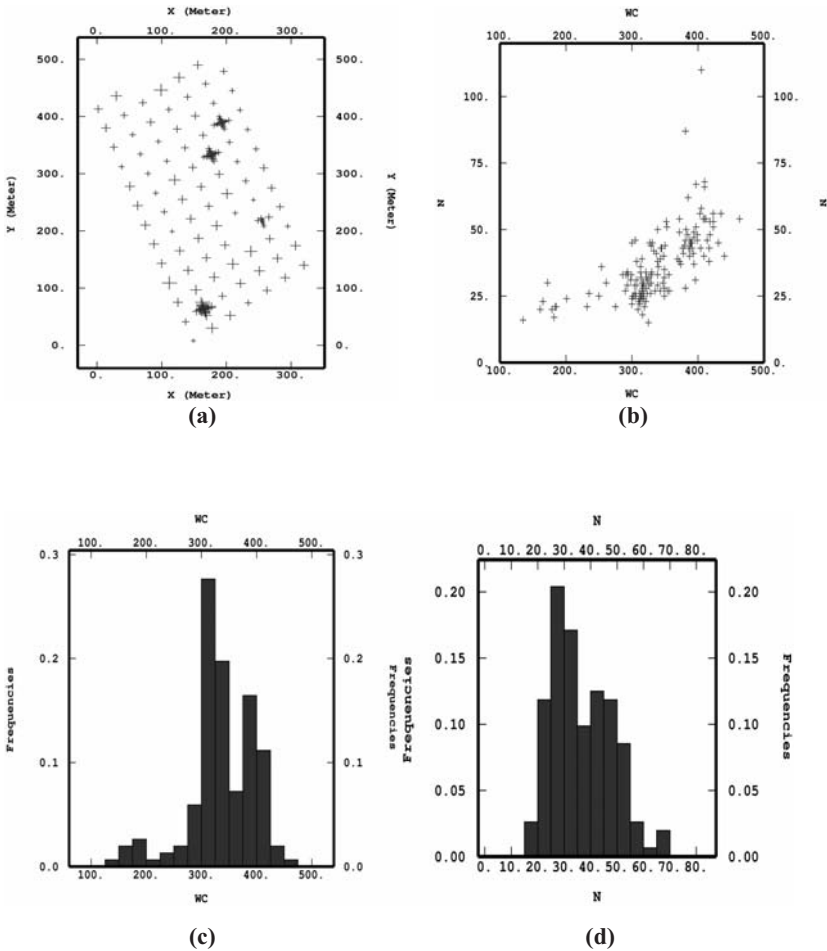 X (Meter)
0. 100. 200. 300.
500. 500.
400. 400.
300. 300.
Y (Meter) Y (Meter)
200. 200.
100. 100.
0. 0.
0. 100. 200. 300.
X (Meter)
(a)
WC
100. 200. 300. 400. 500.
100. 100.
75. 75.
N N
50. 50.
25. 25.
0. 0.
100. 200. 300. 400. 500.
WC
(b)
WC
100. 200. 300. 400. 500.
0.3 0.3
0.2 0.2
Frequencies Frequencies
0.1 0.1
0.0 0.0
100. 200. 300. 400. 500.
WC
(c)
N
0. 10. 20. 30. 40. 50. 60. 70. 80.
0.20 0.20
0.15 0.15
Frequencies Frequencies
0.10 0.10
0.05 0.05
0.00 0.00
0. 10. 20. 30. 40. 50. 60. 70. 80.
N
(d)